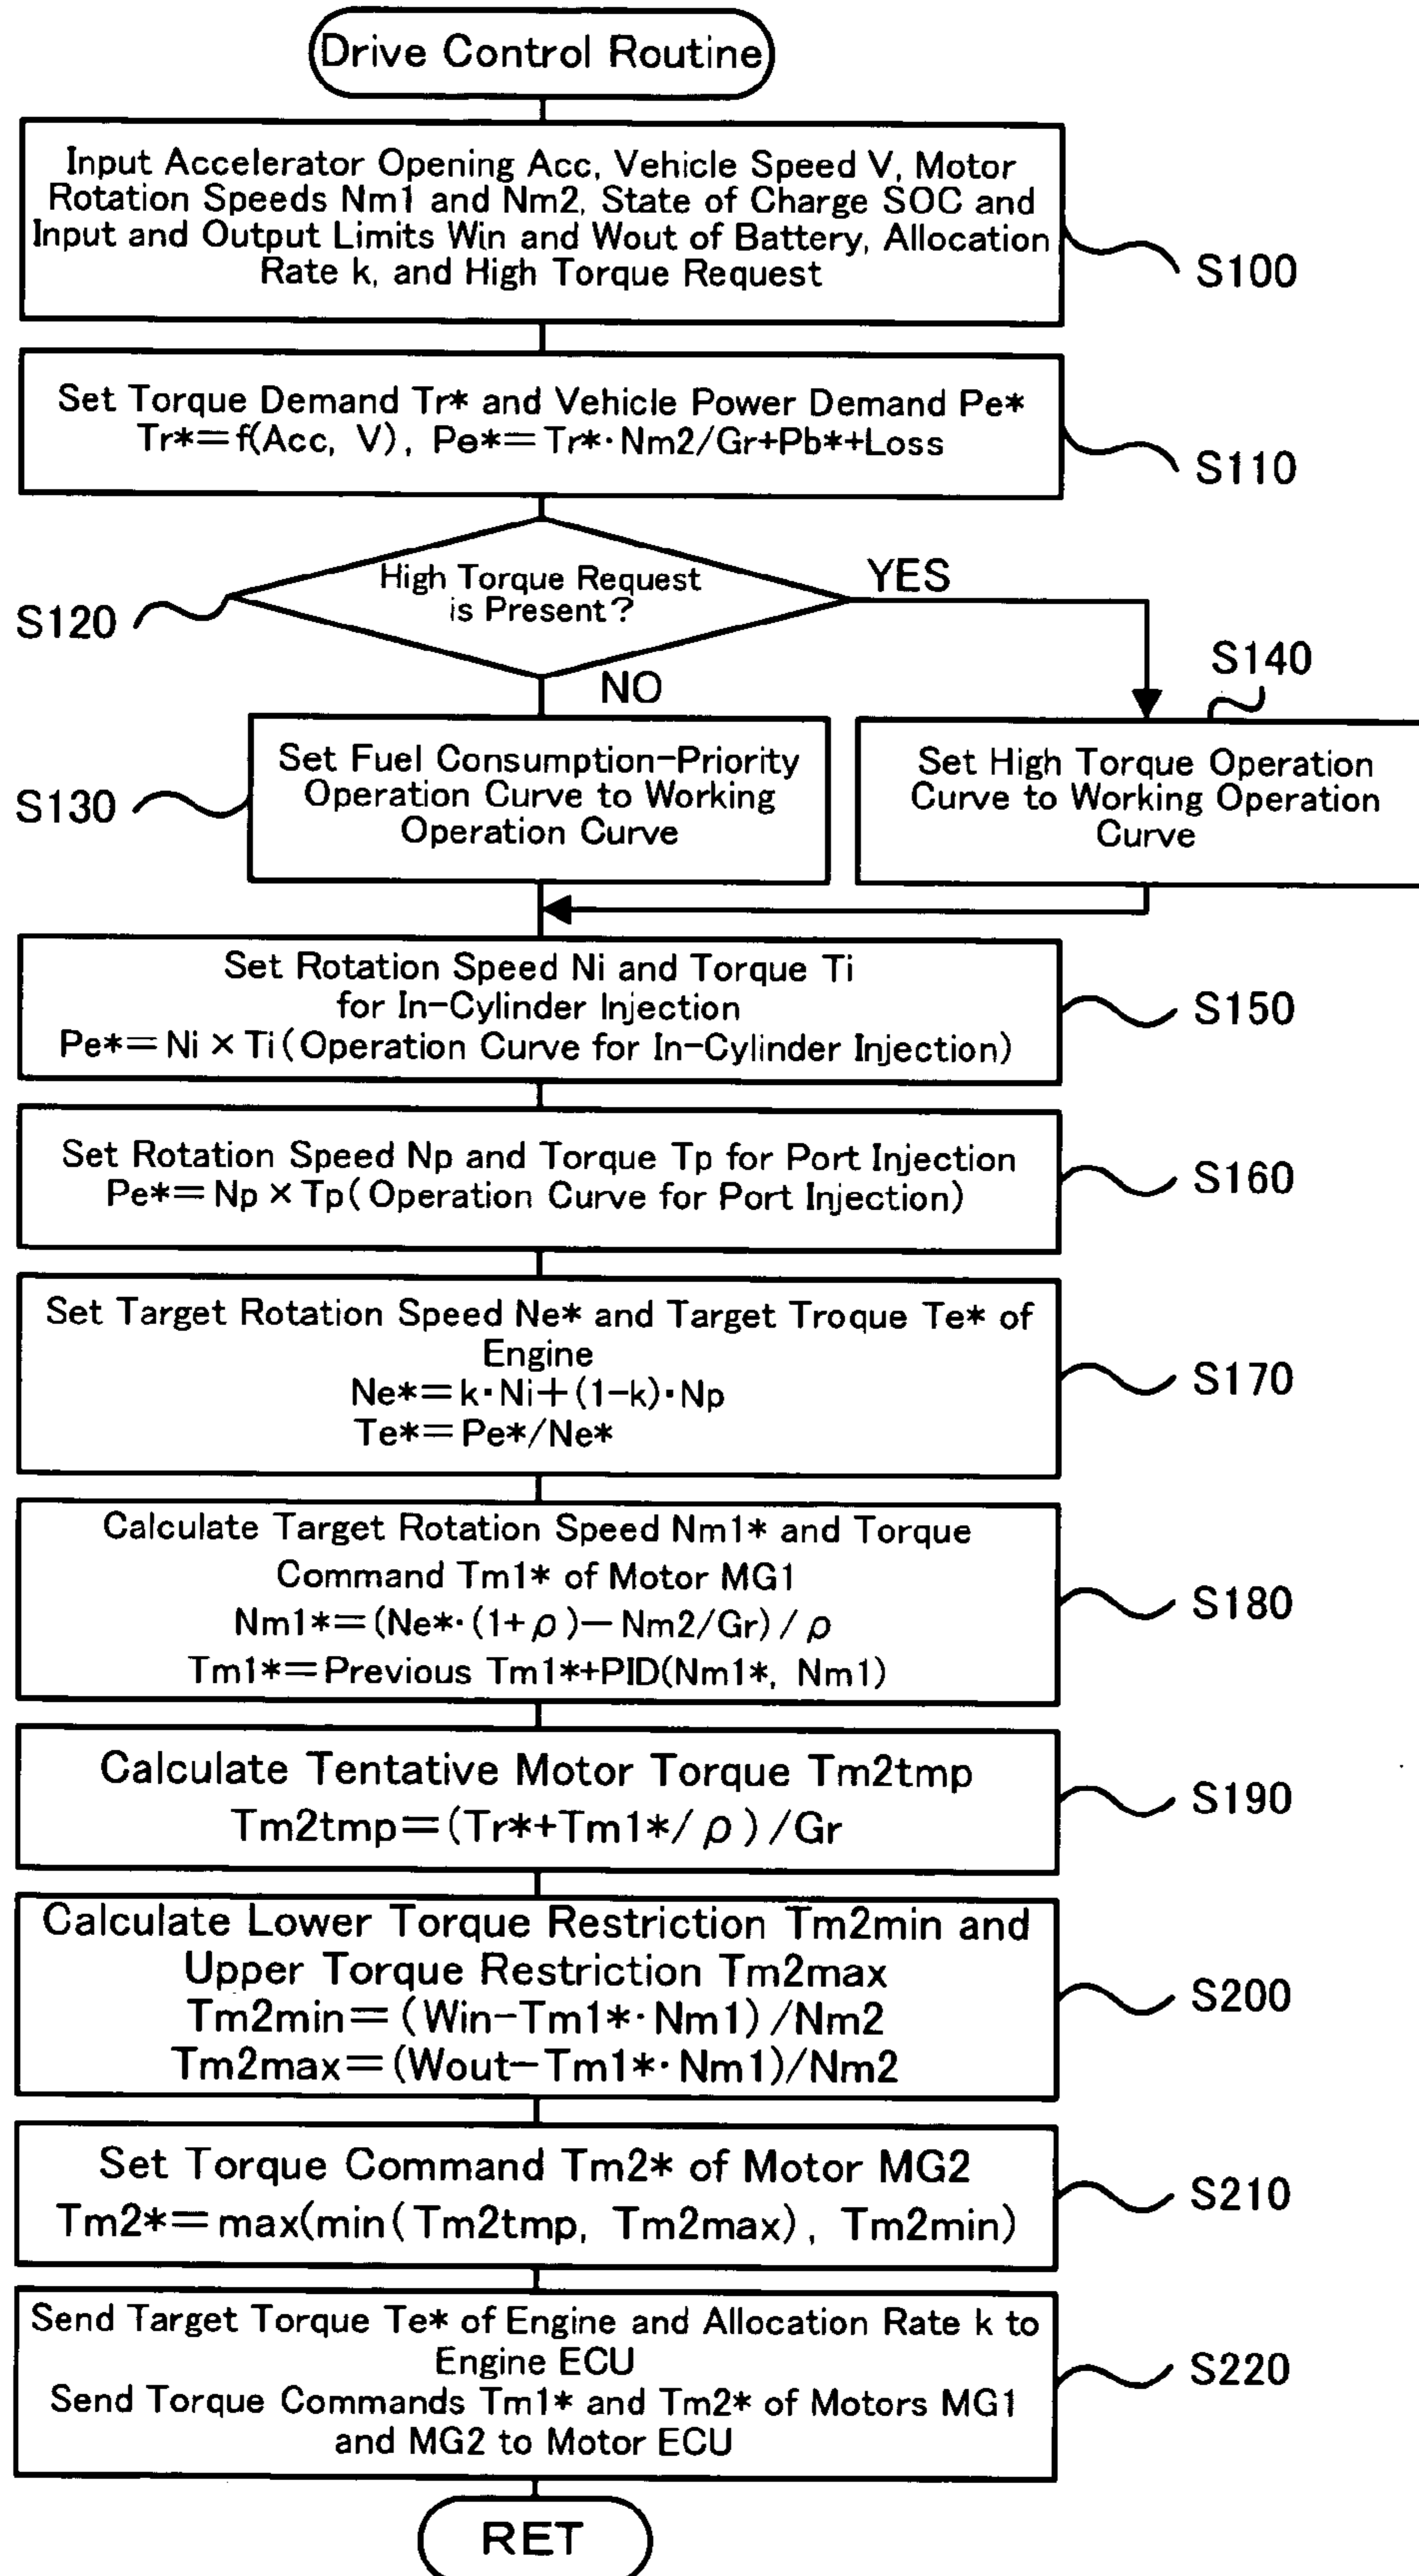 Drive Control Routine
Input Accelerator Opening Acc, Vehicle Speed V, Motor
Rotation Speeds Nm1 and Nm2, State of Charge SOC and
Input and Output Limits Win and Wout of Battery, Allocation
Rate k, and High Torque Request
S100
Set Torque Demand Tr* and Vehicle Power Demand Pe*
Tr*=f(Acc, V), Pe*=Tr*·Nm2/Gr+Pb*+Loss
S110
High Torque Request
is Present?
YES
S120
NO
S140
Set Fuel Consumption-Priority
Operation Curve to Working
Operation Curve
S130
Set High Torque Operation
Curve to Working Operation
Curve
Set Rotation Speed Ni and Torque Ti
for In-Cylinder Injection
Pe*=Ni×Ti(Operation Curve for In-Cylinder Injection)
S150
Set Rotation Speed Np and Torque Tp for Port Injection
Pe*=Np×Tp(Operation Curve for Port Injection)
S160
Set Target Rotation Speed Ne* and Target Troque Te* of
Engine
Ne*=k·Ni+(1-k)·Np
Te*=Pe*/Ne*
S170
Calculate Target Rotation Speed Nm1* and Torque
Command Tm1* of Motor MG1
Nm1*=(Ne*·(1+ρ)-Nm2/Gr)/ρ
Tm1*=Previous Tm1*+PID(Nm1*, Nm1)
S180
Calculate Tentative Motor Torque Tm2tmp
Tm2tmp=(Tr*+Tm1*/ρ)/Gr
S190
Calculate Lower Torque Restriction Tm2min and
Upper Torque Restriction Tm2max
Tm2min=(Win-Tm1*·Nm1)/Nm2
Tm2max=(Wout-Tm1*·Nm1)/Nm2
S200
Set Torque Command Tm2* of Motor MG2
Tm2*=max(min(Tm2tmp, Tm2max), Tm2min)
S210
Send Target Torque Te* of Engine and Allocation Rate k to
Engine ECU
Send Torque Commands Tm1* and Tm2* of Motors MG1
and MG2 to Motor ECU
S220
RET